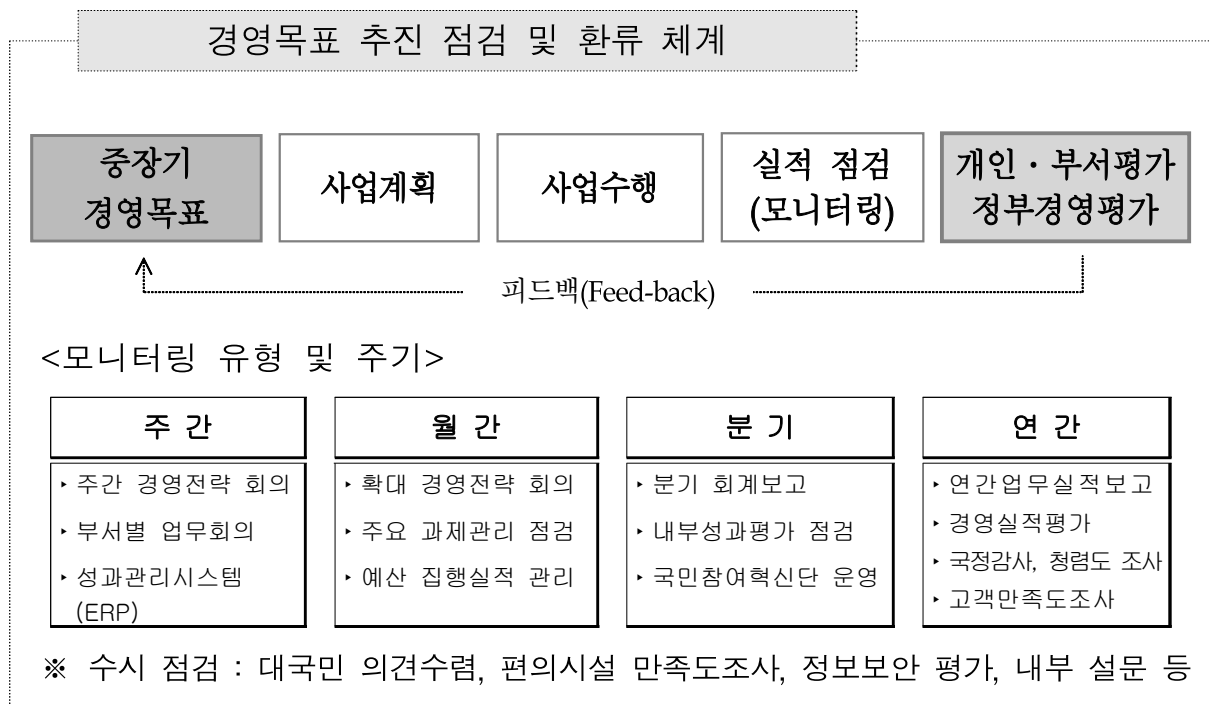 경영목표 추진 점검 및 환류 체계
중장기
경영목표
사업계획
사업수행
실적 점검
(모니터링)
개인 · 부서평가
정부경영평가
피드백(Feed-back)
<모니터링 유형 및 주기>
주 간
‣ 주간 경영전략 회의
‣ 부서별 업무회의
‣ 성과관리시스템
(ERP)
월 간
‣ 확대 경영전략 회의
‣ 주요 과제관리 점검
‣ 예산 집행실적 관리
분 기
‣ 분기 회계보고
‣ 내부성과평가 점검
‣ 국민참여혁신단 운영
연 간
‣ 연간업무실적보고
‣ 경영실적평가
‣ 국정감사, 청렴도 조사
‣ 고객만족도조사
※ 수시 점검 : 대국민 의견수렴, 편의시설 만족도조사, 정보보안 평가, 내부 설문 등